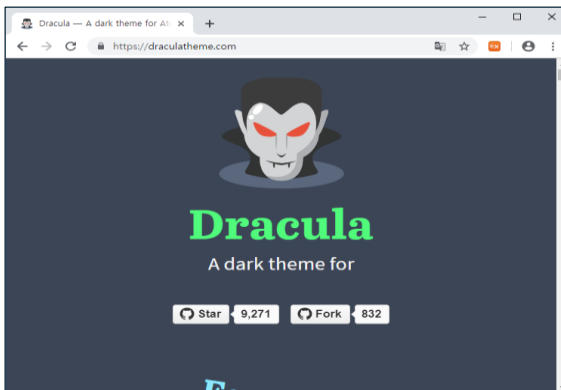 Dracula — A dark theme for At
https://draculatheme.com
Dracula
A dark theme for
Star 9,271 Fork 832